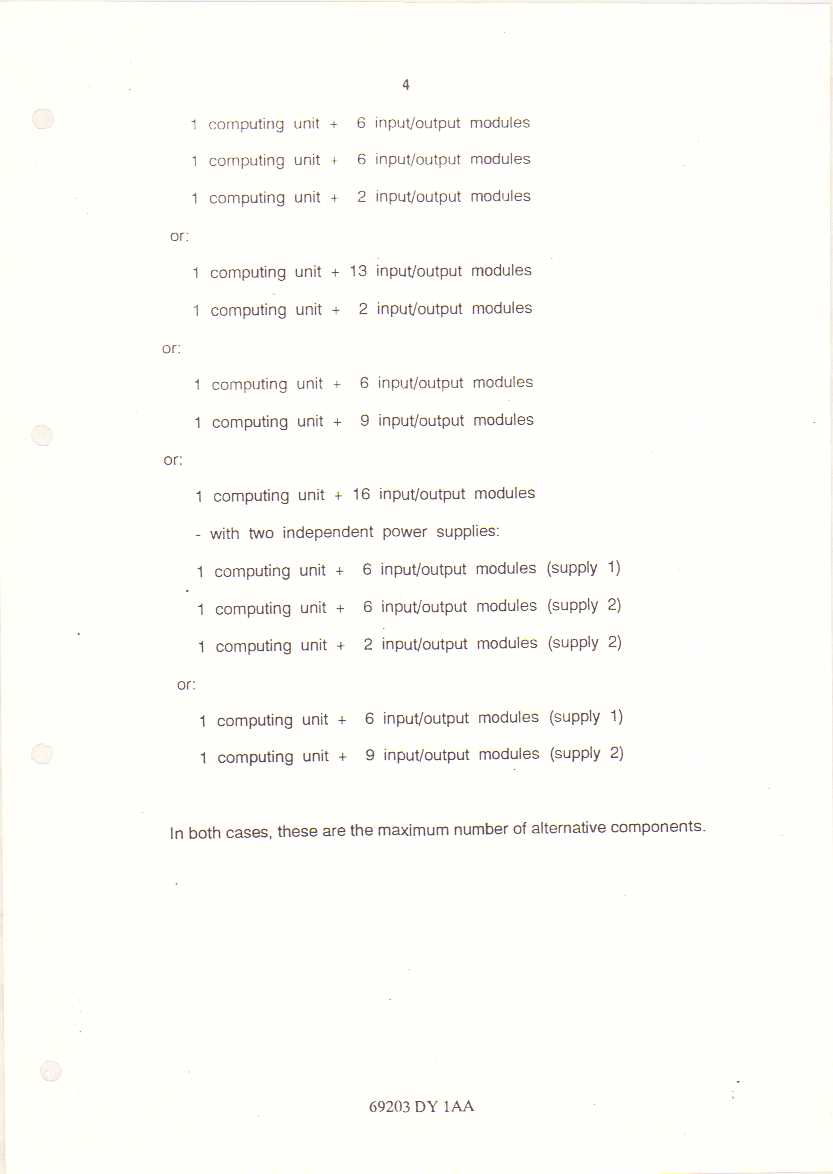 4
1 computing unit + 6 input/output modules
1 computing unit + 6 input/output modules
1 computing unit + 2 input/output modules
or:
1 computing unit + 13 input/output modules
1 computing unit + 2 input/output modules
or:
1 computing unit + 6 input/output modules
1 computing unit + 9 input/output modules
or:
1 computing unit + 16 input/output modules
- with two independent power supplies:
1 computing unit + 6 input/output modules (supply 1)
1 computing unit + 6 input/output modules (supply 2)
1 computing unit + 2 input/output modules (supply 2)
or:
1 computing unit + 6 input/output modules (supply 1)
1 computing unit + 9 input/output modules (supply 2)
In both cases, these are the maximum number of alternative components.
69203 DY 1AA